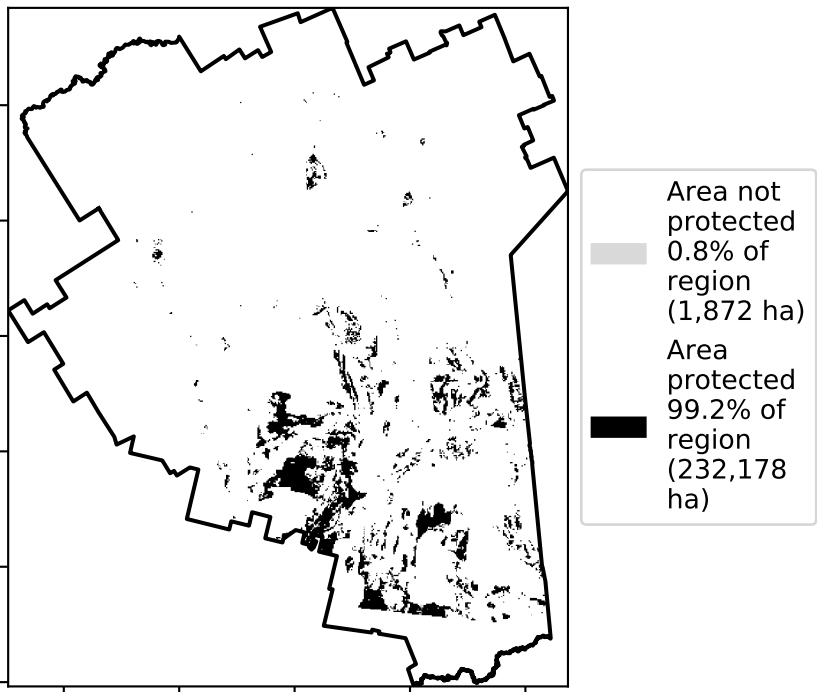 Area not
protected
0.8% of
region
(1,872 ha)
Area
protected
99.2% of
region
(232,178
ha)